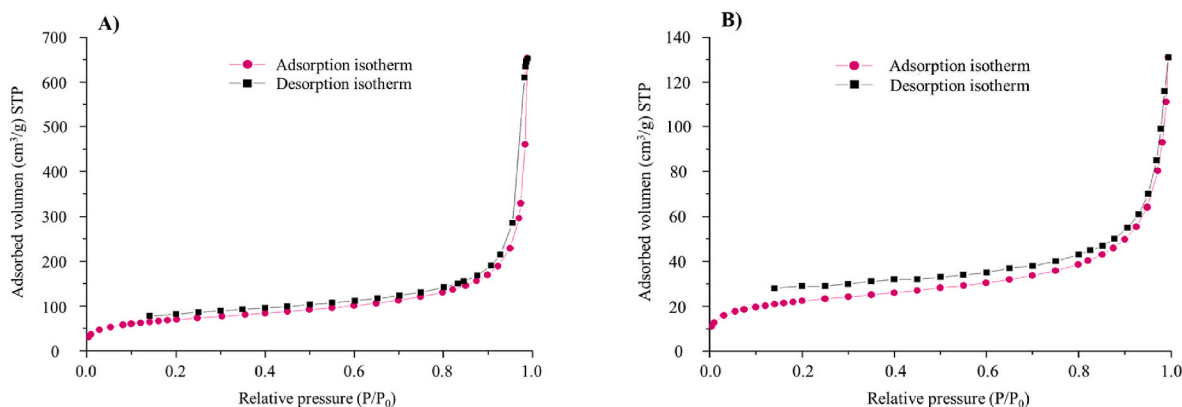 A)
700
600
500
400
300
200
100
0
Adsorbed volumen (cm³/g) STP
Adsorption isotherm
Desorption isotherm
0.0 0.2 0.4 0.6 0.8 1.0
Relative pressure (P/P₀)
B)
140
120
100
80
60
40
20
0
Adsorbed volumen (cm³/g) STP
Adsorption isotherm
Desorption isotherm
0.0 0.2 0.4 0.6 0.8 1.0
Relative pressure (P/P₀)